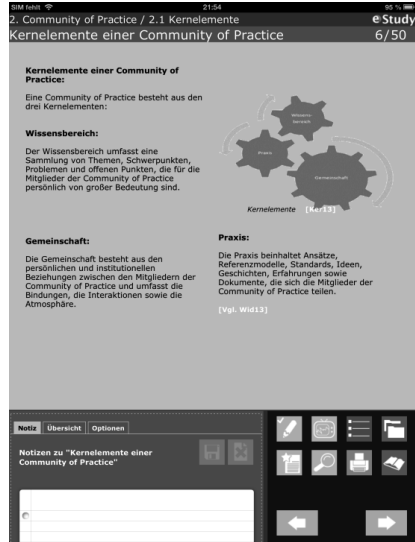 SIM fehlt
21:54
95 %
2. Community of Practice / 2.1 Kernelemente
eStudy
Kernelemente einer Community of Practice
6/50
Kernelemente einer Community of
Practice:
Eine Community of Practice besteht aus den
drei Kernelementen:
Wissensbereich:
Der Wissensbereich umfasst eine
Sammlung von Themen, Schwerpunkten,
Problemen und offenen Punkten, die für die
Mitglieder der Community of Practice
persönlich von großer Bedeutung sind.
Wissens-
bereich
Praxis
Gemeinschaft
Kernelemente [Ker13]
Gemeinschaft:
Die Gemeinschaft besteht aus den
persönlichen und institutionellen
Beziehungen zwischen den Mitgliedern der
Community of Practice und umfasst die
Bindungen, die Interaktionen sowie die
Atmosphäre.
Praxis:
Die Praxis beinhaltet Ansätze,
Referenzmodelle, Standards, Ideen,
Geschichten, Erfahrungen sowie
Dokumente, die sich die Mitglieder der
Community of Practice teilen.
[Vgl. Wid13]
Notiz
Übersicht
Optionen
Notizen zu "Kernelemente einer
Community of Practice"